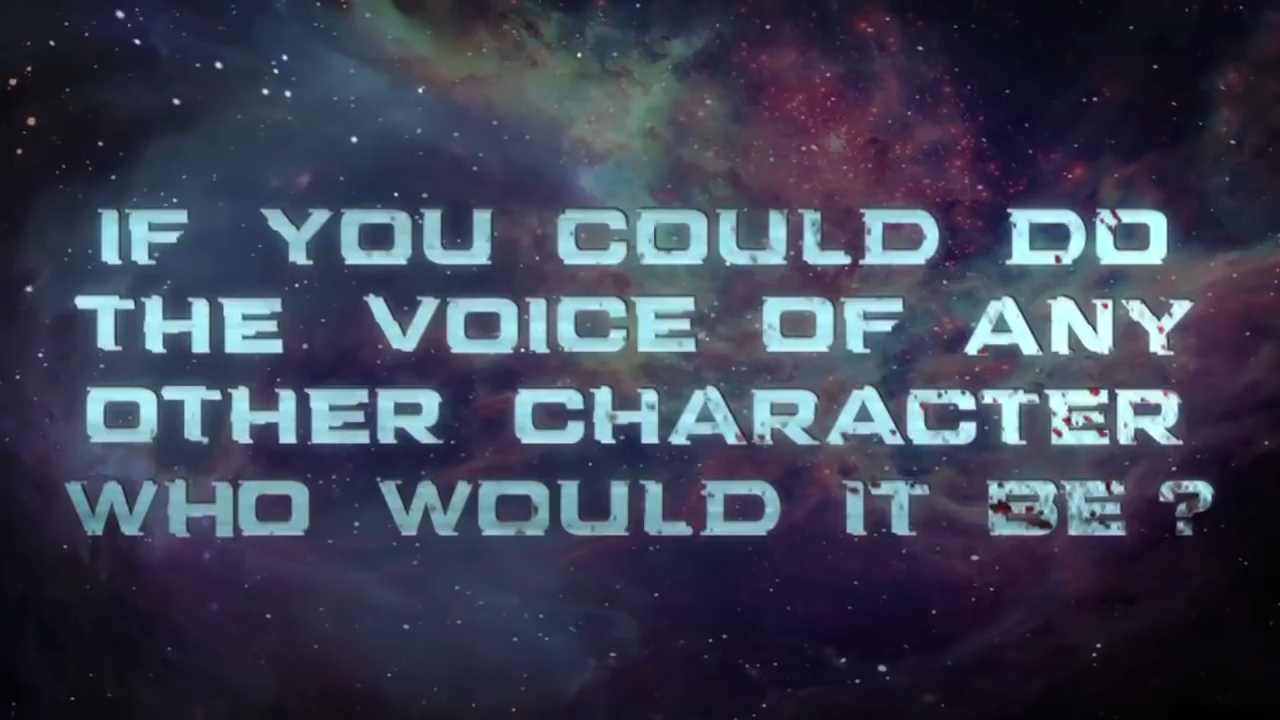 IF YOU COULD DO
THE VOICE OF ANY
OTHER CHARACTER
WHO WOULD IT BE?